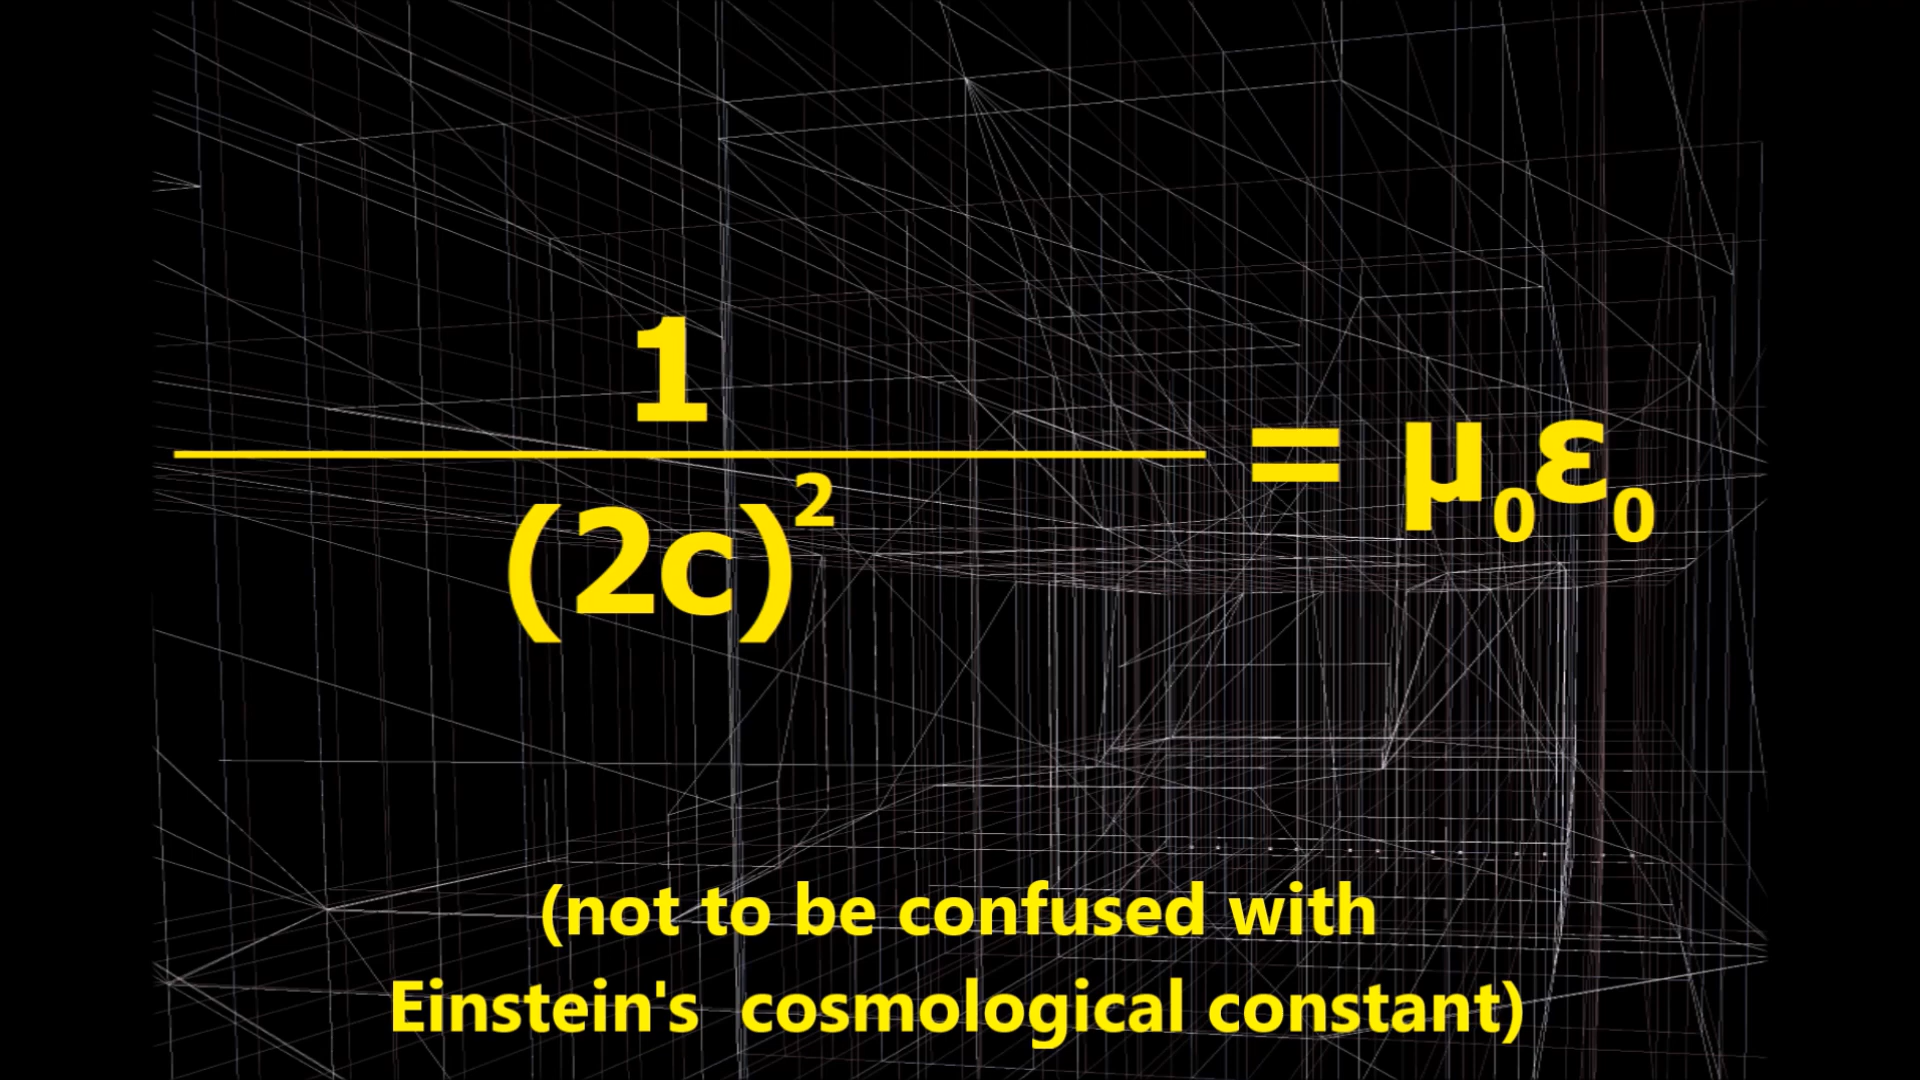 1
(2c)² = μ₀ε₀
(not to be confused with
Einstein's cosmological constant)